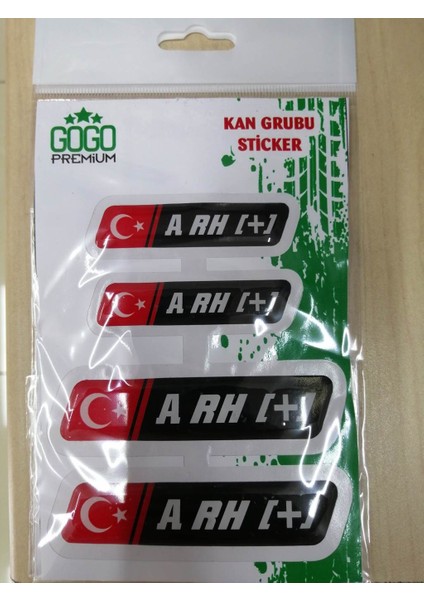 GOGO
PREMiUM
KAN GRUBU
STİCKER
A RH [+]
A RH [+]
A RH [+]
A RH [+]